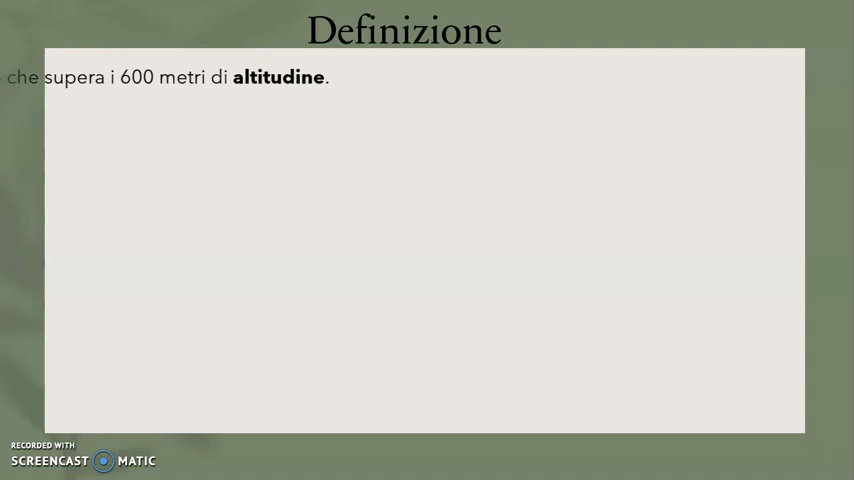 Definizione
che supera i 600 metri di altitudine.
RECORDED WITH
SCREENCAST MATIC